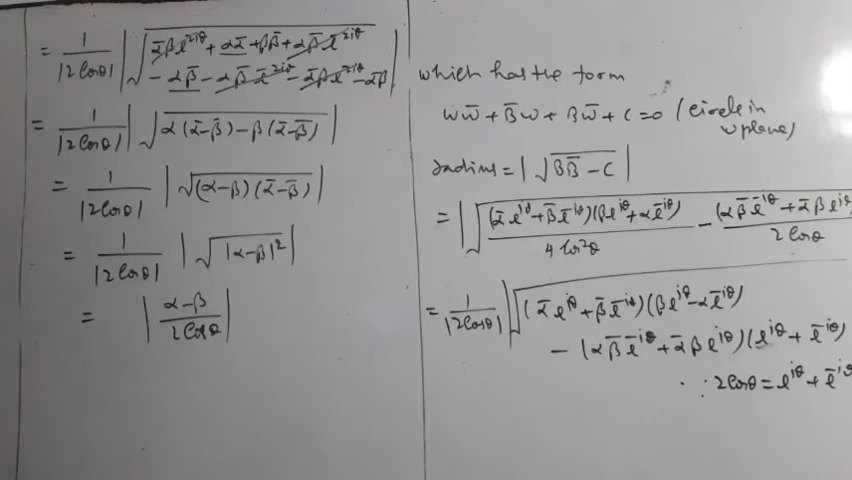 = 1/|2Cosθ| |√(ᾱβe^{2iθ} + αᾱ + ββ̄ + αβ̄e^{-2iθ}
- αβ̄ - αβ̄e^{-2iθ} - ᾱβe^{2iθ} - ᾱβ)|
= 1/|2Cosθ| |√(α(ᾱ-β̄) - β(ᾱ-β̄))|
= 1/|2Cosθ| |√((α-β)(ᾱ-β̄))|
= 1/|2Cosθ| |√(|α-β|²)|
= |(α-β)/(2Cosθ)|
which has the form
ww̄ + B̄w + Bw̄ + C = 0 (circle in
w plane)
radius = |√(BB̄ - C)|
= |√((ᾱe^{iθ} + β̄e^{-iθ})(βe^{iθ} + αe^{-iθ})/4Cos²θ - (αβ̄e^{-iθ} + ᾱβe^{iθ})/2Cosθ
= 1/|2Cosθ| |√((ᾱe^{iθ} + β̄e^{-iθ})(βe^{iθ} - αe^{-iθ})
- (αβ̄e^{-iθ} + ᾱβe^{iθ})(e^{iθ} + e^{-iθ})
∵ 2Cosθ = e^{iθ} + e^{-iθ}